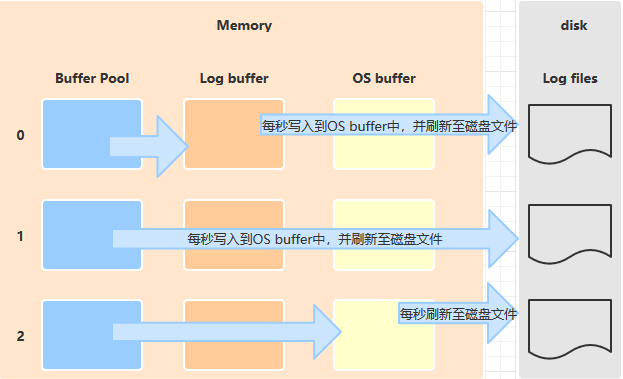 Memory
disk
Buffer Pool
Log buffer
OS buffer
Log files
0
每秒写入到OS buffer中，并刷新至磁盘文件
1
每秒写入到OS buffer中，并刷新至磁盘文件
2
每秒刷新至磁盘文件